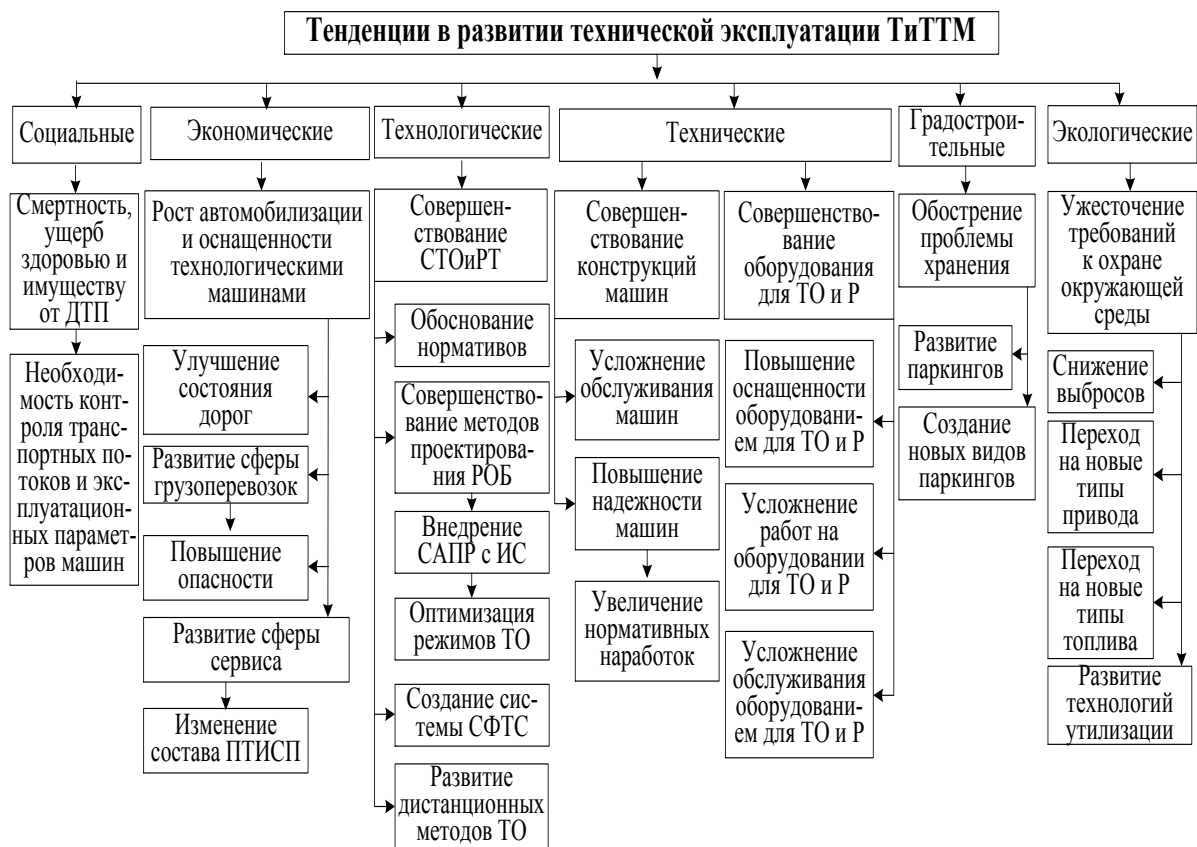 Тенденции в развитии технической эксплуатации ТиТТМ
Социальные
Смертность,
ущерб
здоровью и
имуществу
от ДТП
Необходи-
мость конт-
роля транс-
портных по-
токов и экс-
плуатацион-
ных парамет-
ров машин
Экономические
Рост автомобилизации
и оснащенности
технологическими
машинами
Улучшение
состояния
дорог
Развитие сферы
грузоперевозок
Повышение
опасности
Развитие сферы
сервиса
Изменение
состава ПТИСП
Технологические
Совершен-
ствование
СТОиРТ
Обоснование
нормативов
Совершенство-
вание методов
проектирова-
ния РОБ
Внедрение
САПР с ИС
Оптимизация
режимов ТО
Создание сис-
темы СФТС
Развитие
дистанционных
методов ТО
Технические
Совершен-
ствование
конструкций
машин
Усложнение
обслуживания
машин
Повышение
надежности
машин
Увеличение
нормативных
наработок
Совершенство-
вание
оборудования
для ТО и Р
Повышение
оснащенности
оборудовани-
ем для ТО и Р
Усложнение
работ на
оборудовании
для ТО и Р
Усложнение
обслуживания
оборудовани-
ем для ТО и Р
Градострои-
тельные
Обострение
проблемы
хранения
Развитие
паркингов
Создание
новых видов
паркингов
Экологические
Ужесточение
требований
к охране
окружающей
среды
Снижение
выбросов
Переход
на новые
типы
привода
Переход
на новые
типы
топлива
Развитие
технологий
утилизации